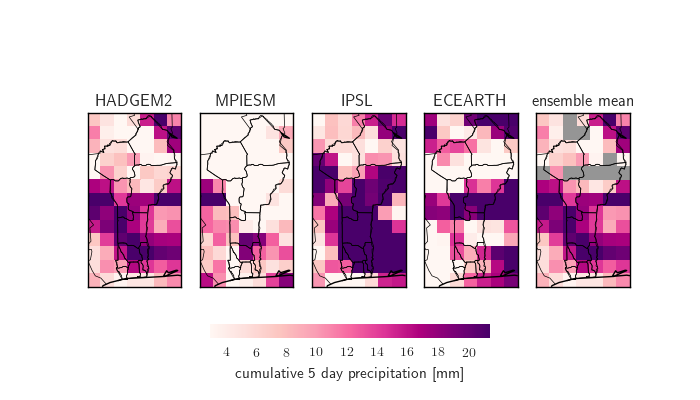 HADGEM2 MPIESM IPSL ECEARTH ensemble mean
4 6 8 10 12 14 16 18 20
cumulative 5 day precipitation [mm]